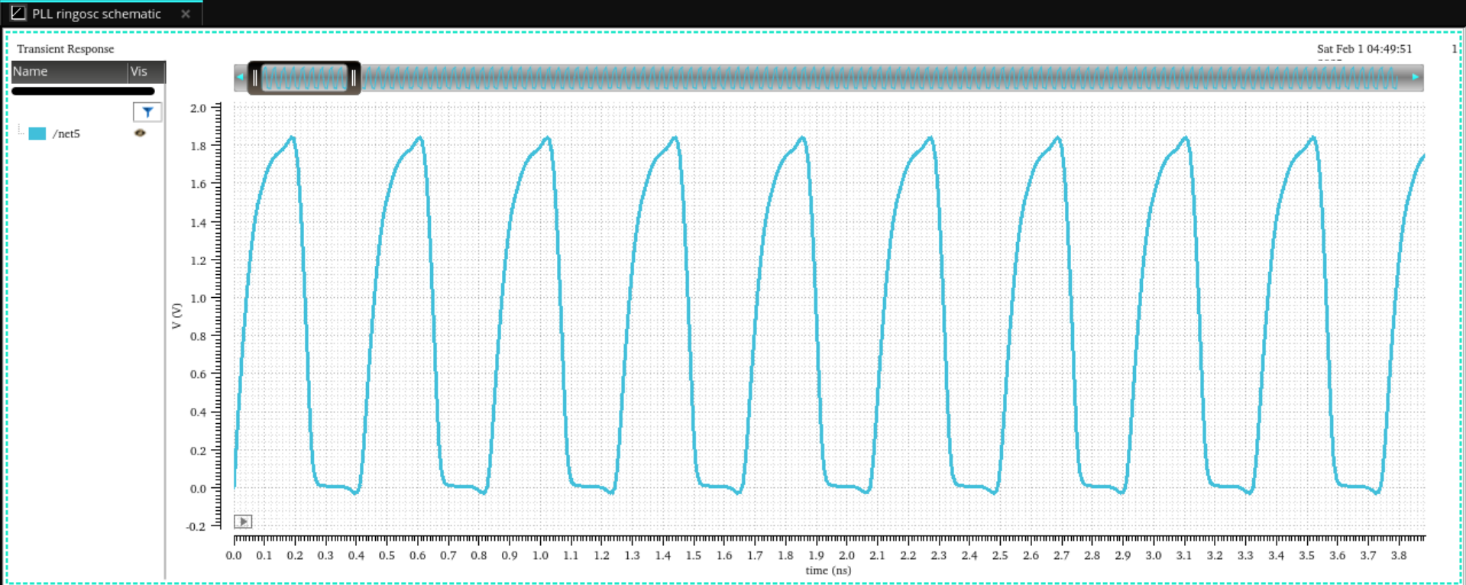 PLL ringosc schematic
Transient Response
Sat Feb 1 04:49:51
1
Name Vis
/net5
V (V)
2.0
1.8
1.6
1.4
1.2
1.0
0.8
0.6
0.4
0.2
0.0
-0.2
0.0 0.1 0.2 0.3 0.4 0.5 0.6 0.7 0.8 0.9 1.0 1.1 1.2 1.3 1.4 1.5 1.6 1.7 1.8 1.9 2.0 2.1 2.2 2.3 2.4 2.5 2.6 2.7 2.8 2.9 3.0 3.1 3.2 3.3 3.4 3.5 3.6 3.7 3.8
time (ns)